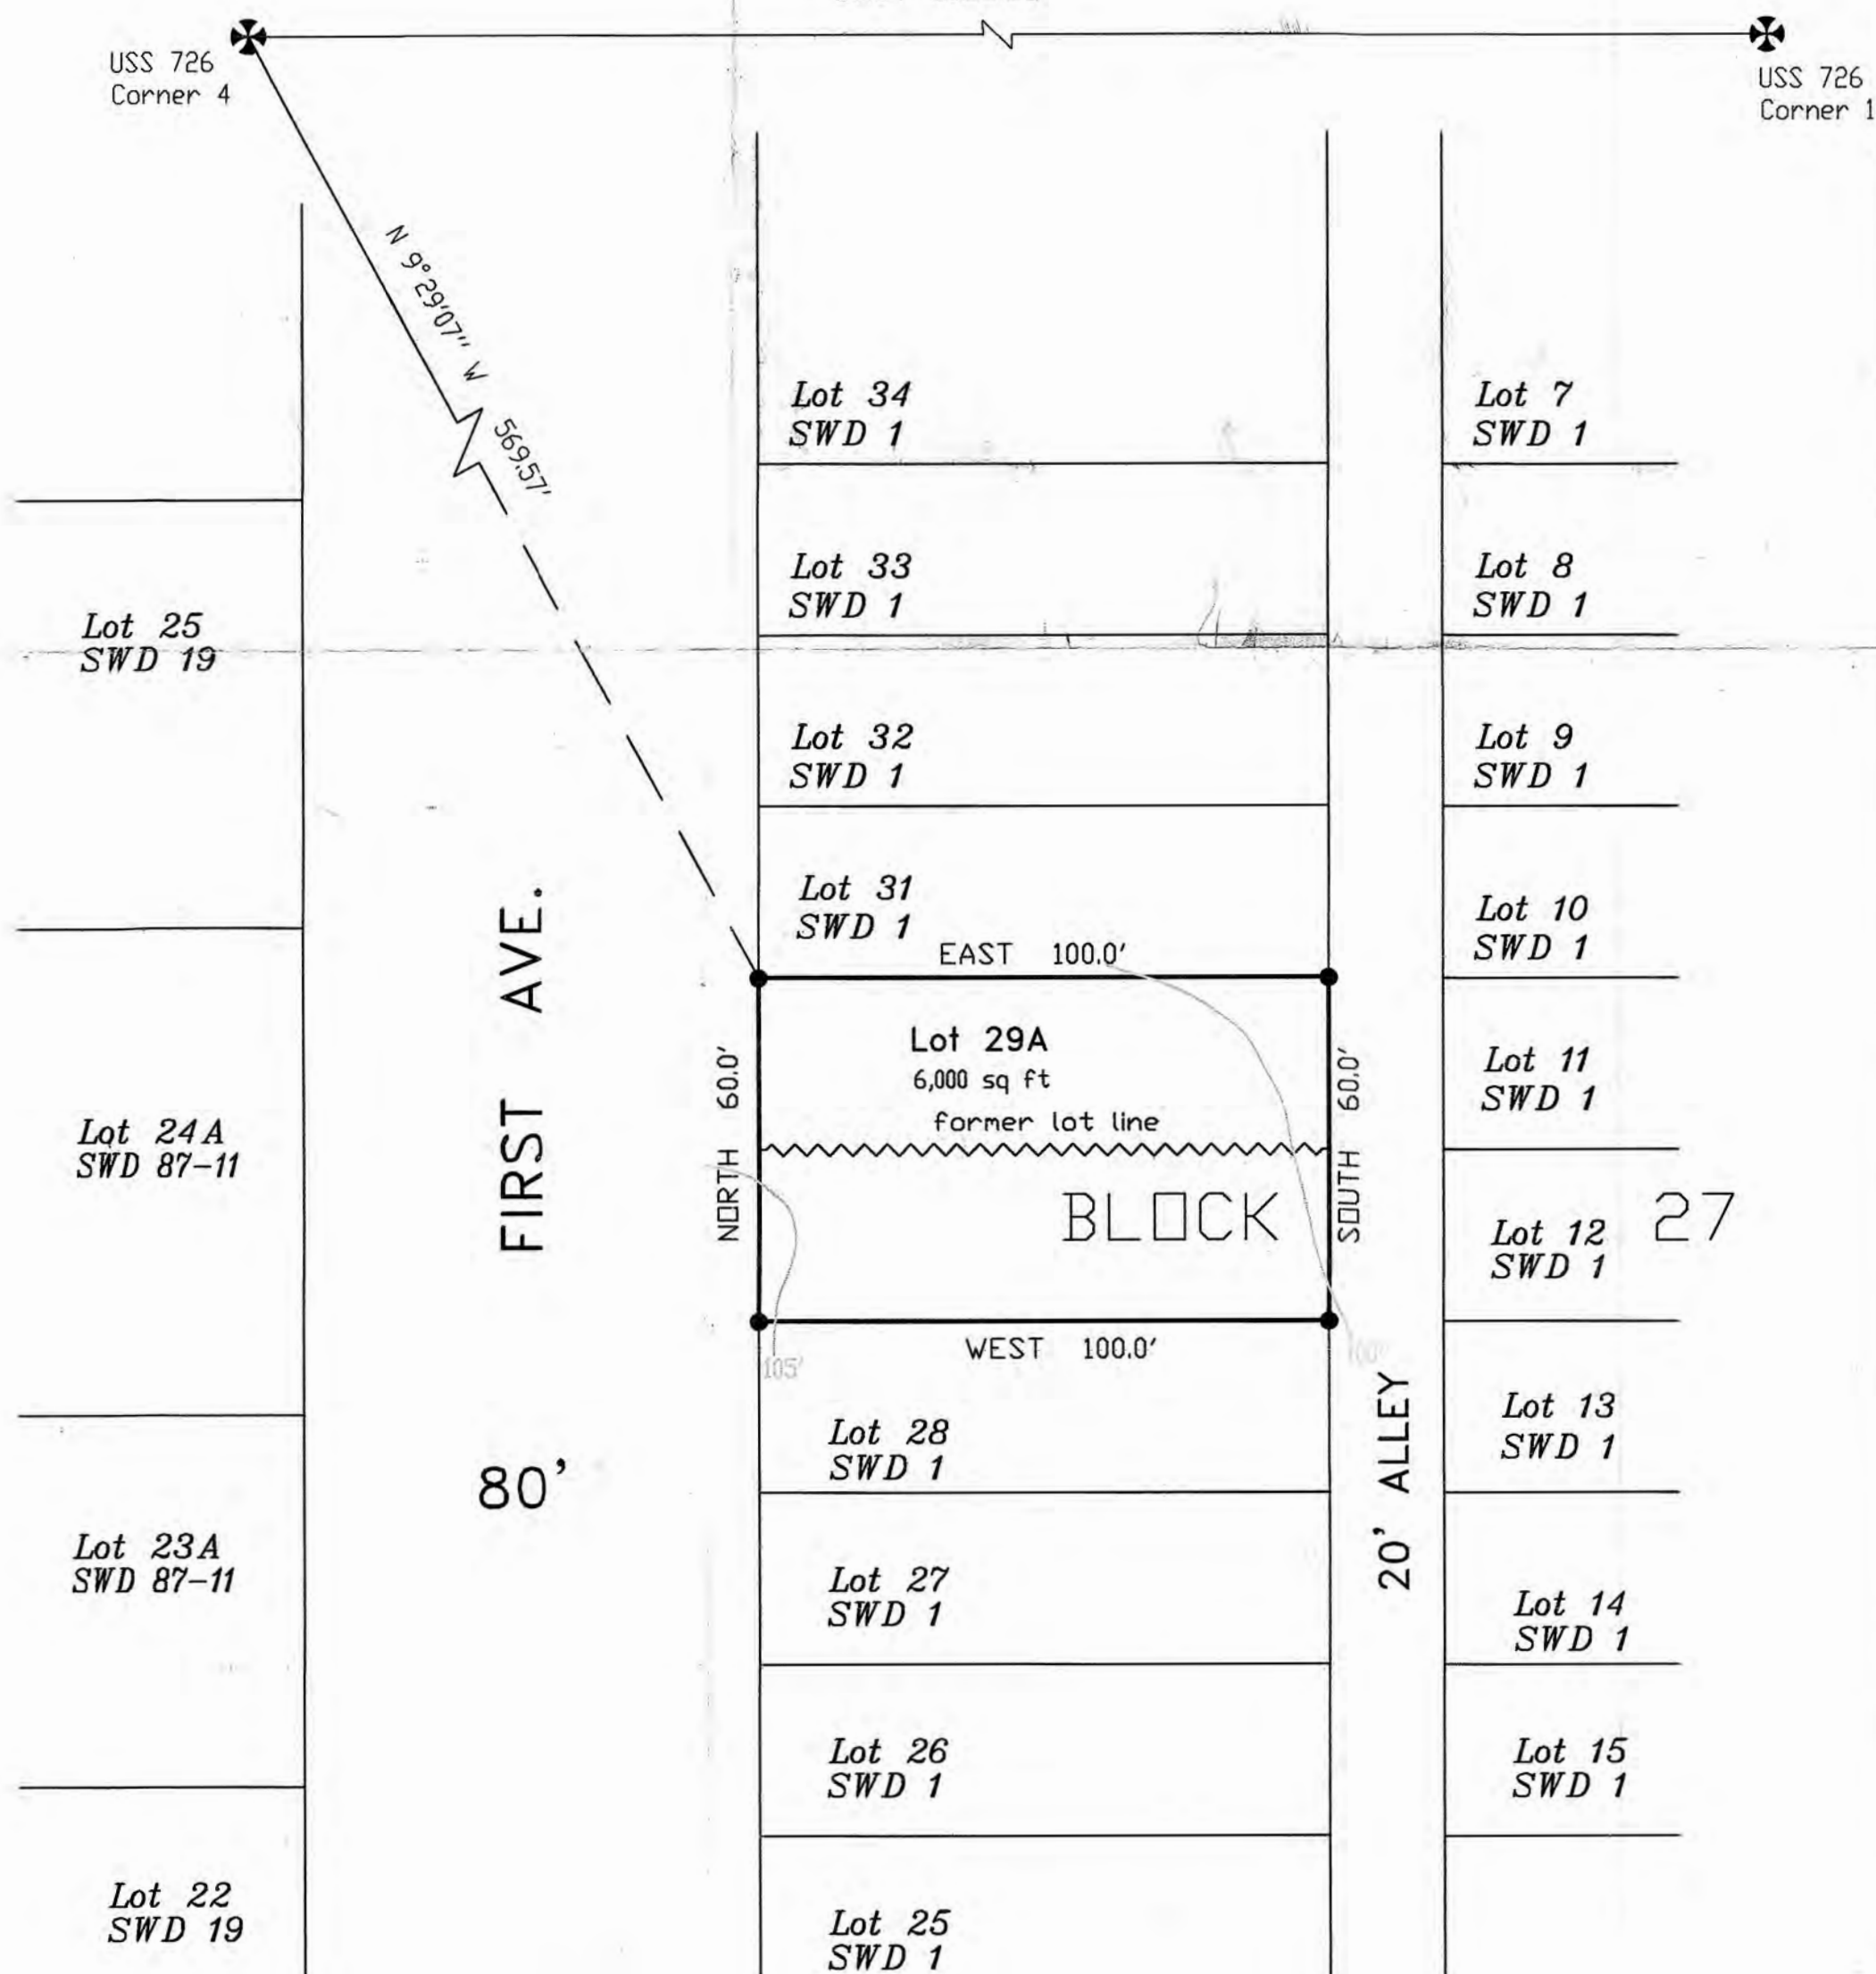 USS 726
Corner 4
USS 726
Corner 1
N 9°29'07" W 569.57'
Lot 34
SWD 1
Lot 7
SWD 1
Lot 33
SWD 1
Lot 8
SWD 1
Lot 25
SWD 19
Lot 32
SWD 1
Lot 9
SWD 1
Lot 31
SWD 1
Lot 10
SWD 1
EAST 100.0'
FIRST AVE.
80'
Lot 29A
6,000 sq ft
former lot line
NORTH 60.0'
SOUTH 60.0'
BLOCK 27
Lot 11
SWD 1
Lot 24A
SWD 87-11
Lot 12
SWD 1
WEST 100.0'
105'
100'
20' ALLEY
Lot 28
SWD 1
Lot 13
SWD 1
Lot 23A
SWD 87-11
Lot 27
SWD 1
Lot 14
SWD 1
Lot 26
SWD 1
Lot 15
SWD 1
Lot 22
SWD 19
Lot 25
SWD 1